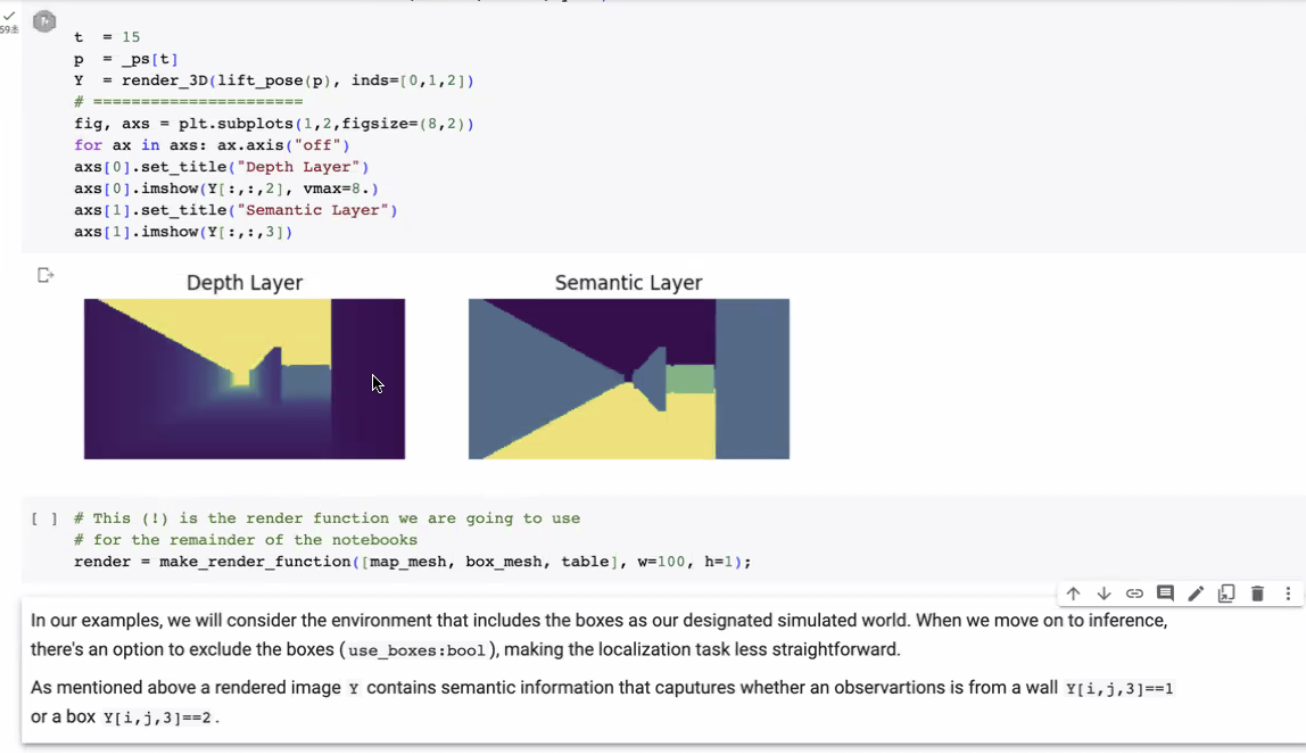 59초
t  = 15
p  = _ps[t]
Y  = render_3D(lift_pose(p), inds=[0,1,2])
# =======================
fig, axs = plt.subplots(1,2,figsize=(8,2))
for ax in axs: ax.axis("off")
axs[0].set_title("Depth Layer")
axs[0].imshow(Y[:,:,2], vmax=8.)
axs[1].set_title("Semantic Layer")
axs[1].imshow(Y[:,:,3])
Depth Layer Semantic Layer
[ ] # This (!) is the render function we are going to use
# for the remainder of the notebooks
render = make_render_function([map_mesh, box_mesh, table], w=100, h=1);
In our examples, we will consider the environment that includes the boxes as our designated simulated world. When we move on to inference,
there's an option to exclude the boxes (use_boxes:bool), making the localization task less straightforward.
As mentioned above a rendered image Y contains semantic information that caputures whether an observartions is from a wall Y[i,j,3]==1
or a box Y[i,j,3]==2.